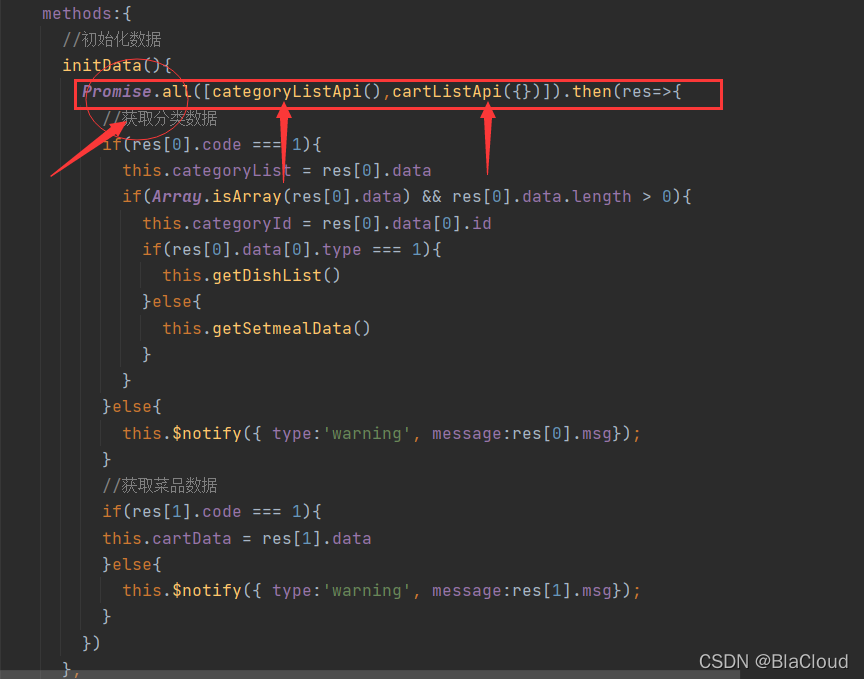 methods:{
//初始化数据
initData(){
Promise.all([categoryListApi(),cartListApi({})]).then(res=>{
//获取分类数据
if(res[0].code === 1){
this.categoryList = res[0].data
if(Array.isArray(res[0].data) && res[0].data.length > 0){
this.categoryId = res[0].data[0].id
if(res[0].data[0].type === 1){
this.getDishList()
}else{
this.getSetmealData()
}
}
}else{
this.$notify({ type:'warning', message:res[0].msg});
}
//获取菜品数据
if(res[1].code === 1){
this.cartData = res[1].data
}else{
this.$notify({ type:'warning', message:res[1].msg});
}
})
},
CSDN @BlaCloud